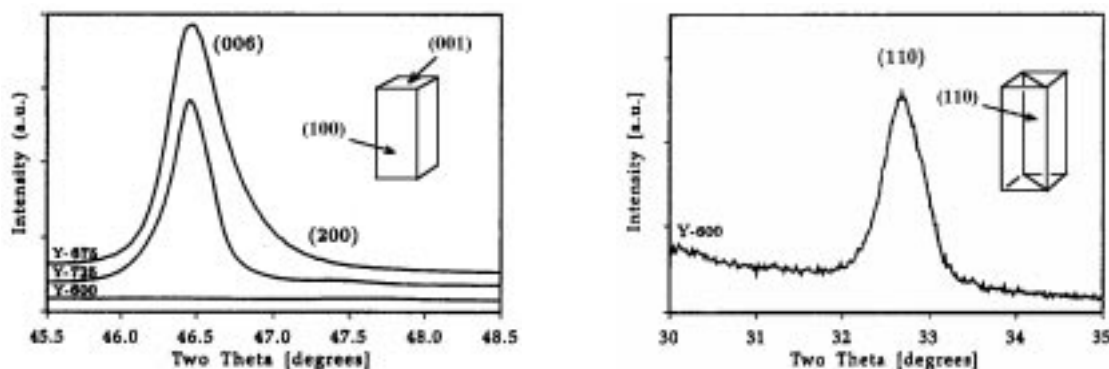 Intensity (a.u.)
(006)
(001)
(100)
(200)
Y-675
Y-725
Y-600
45.5 46.0 46.5 47.0 47.5 48.0 48.5
Two Theta [degrees]
Intensity [a.u.]
(110)
(110)
Y-600
30 31 32 33 34 35
Two Theta [degrees]